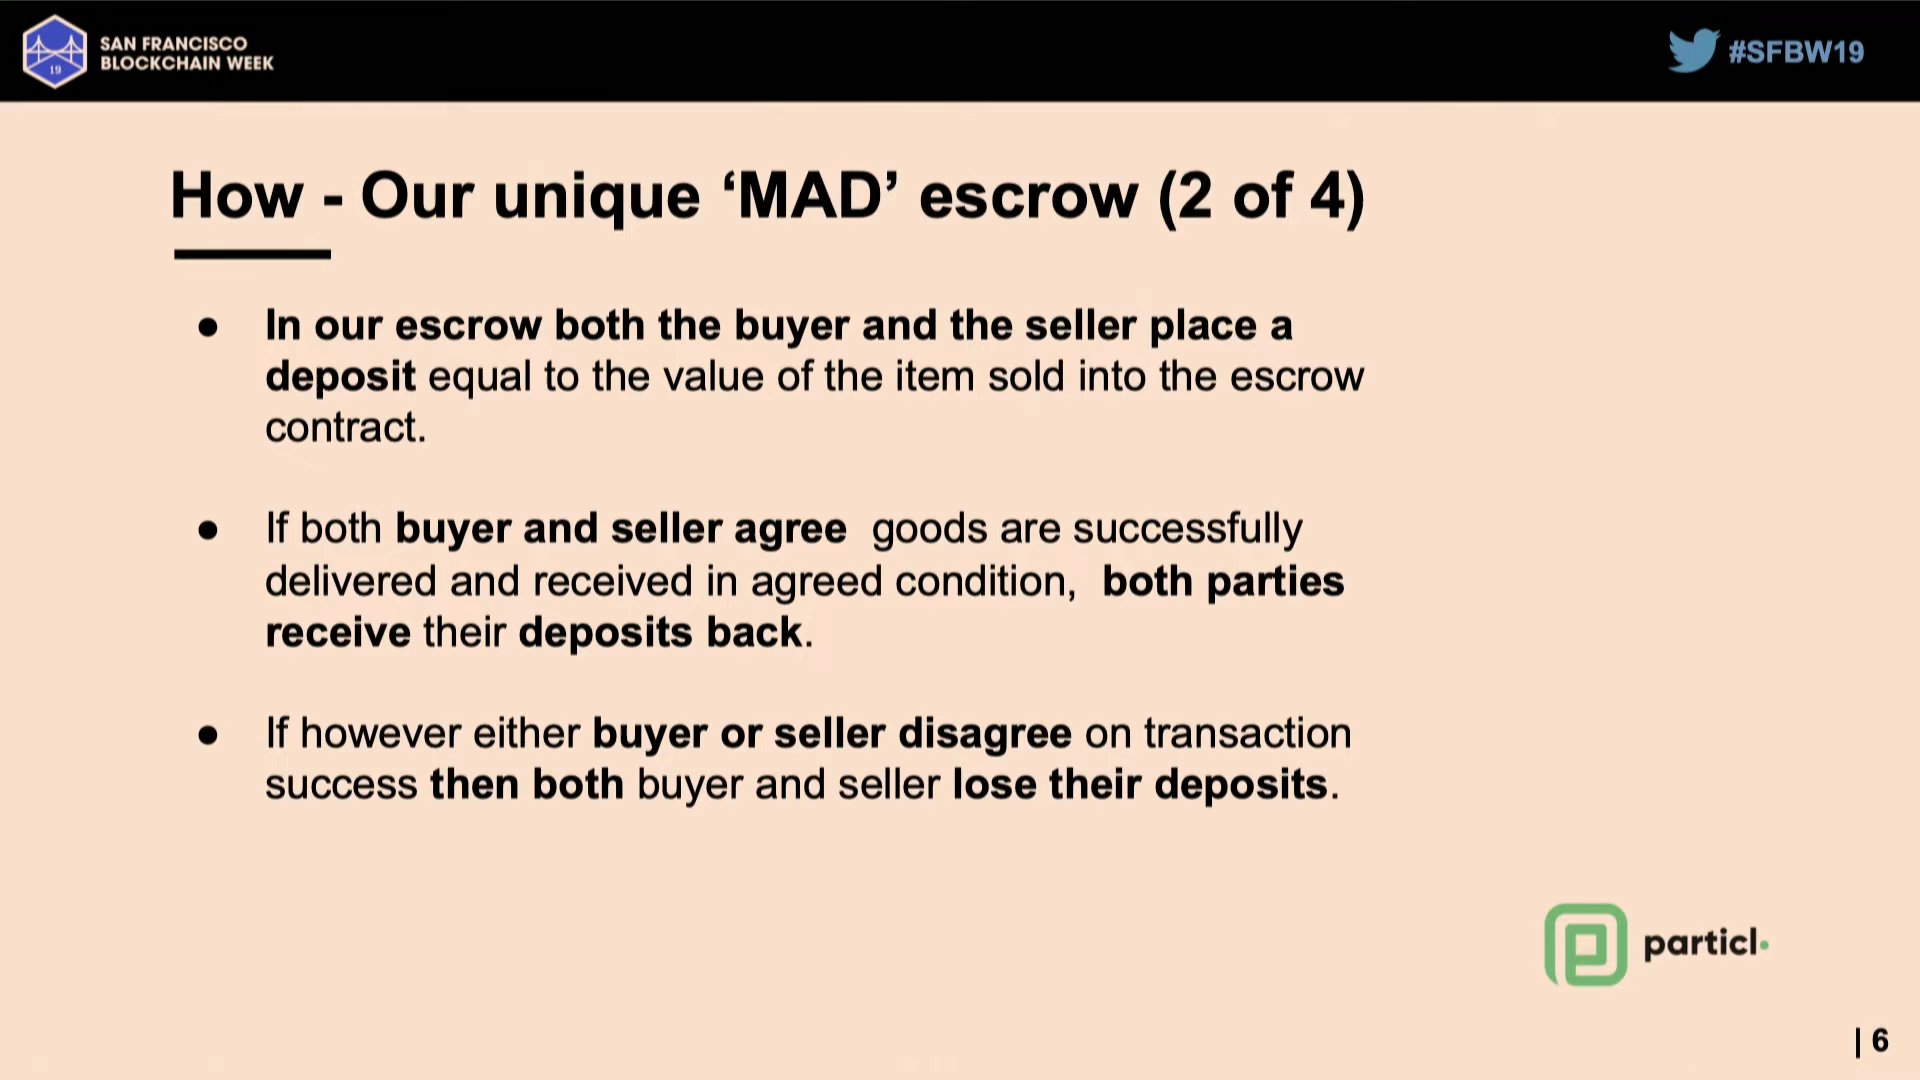 SAN FRANCISCO
BLOCKCHAIN WEEK
19
#SFBW19
How - Our unique ‘MAD’ escrow (2 of 4)
● In our escrow both the buyer and the seller place a
deposit equal to the value of the item sold into the escrow
contract.
● If both buyer and seller agree  goods are successfully
delivered and received in agreed condition,  both parties
receive their deposits back.
● If however either buyer or seller disagree on transaction
success then both buyer and seller lose their deposits.
particl
| 6